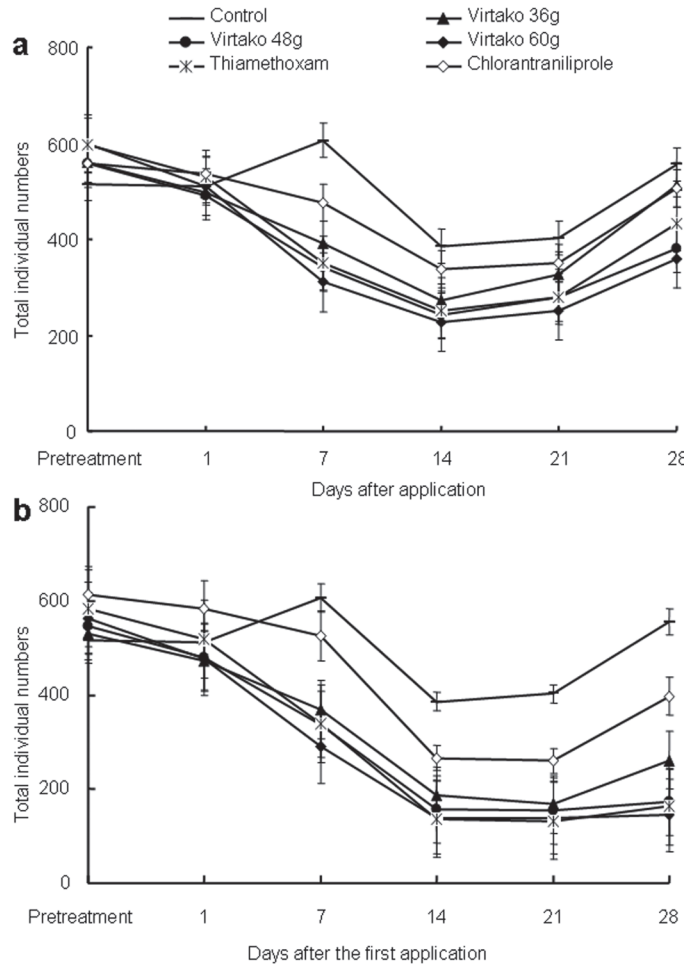 Control Virtako 36g
Virtako 48g Virtako 60g
Thiamethoxam Chlorantraniliprole
a
800
600
400
200
0
Total individual numbers
Pretreatment 1 7 14 21 28
Days after application
b
800
600
400
200
0
Total individual numbers
Pretreatment 1 7 14 21 28
Days after the first application